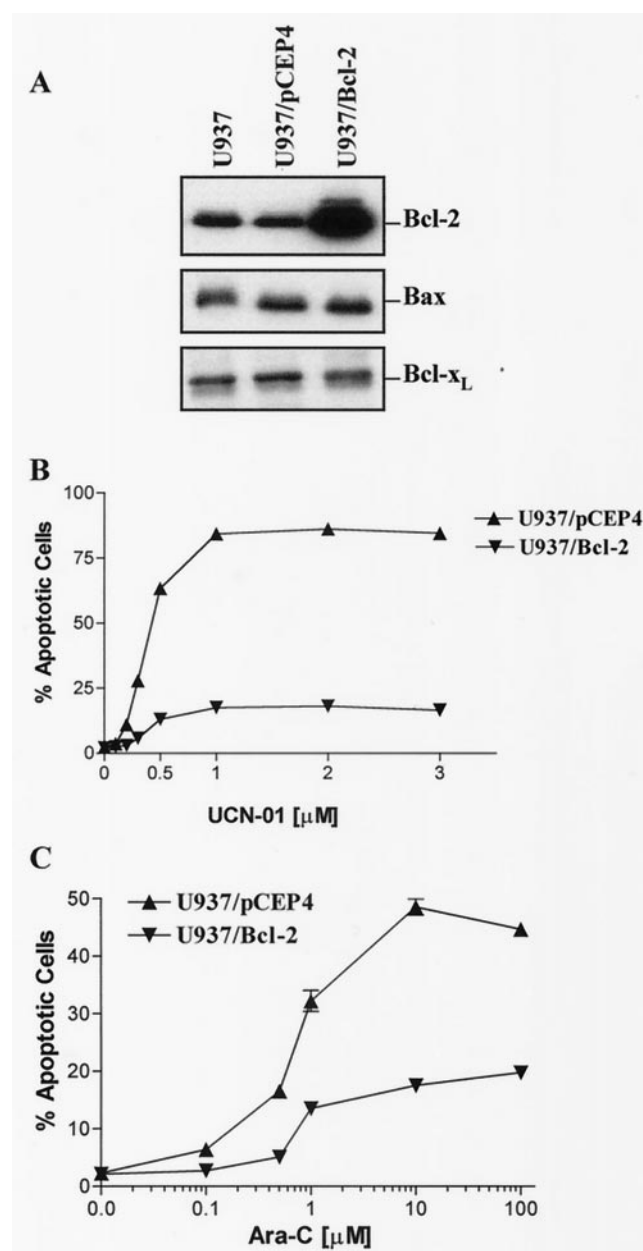 A
U937
U937/pCEP4
U937/Bcl-2
Bcl-2
Bax
Bcl-xL
B
100
75
50
25
0
% Apoptotic Cells
0
0.5
1
2
3
UCN-01 [μM]
U937/pCEP4
U937/Bcl-2
C
50
40
30
20
10
0
% Apoptotic Cells
U937/pCEP4
U937/Bcl-2
0.0
0.1
1
10
100
Ara-C [μM]